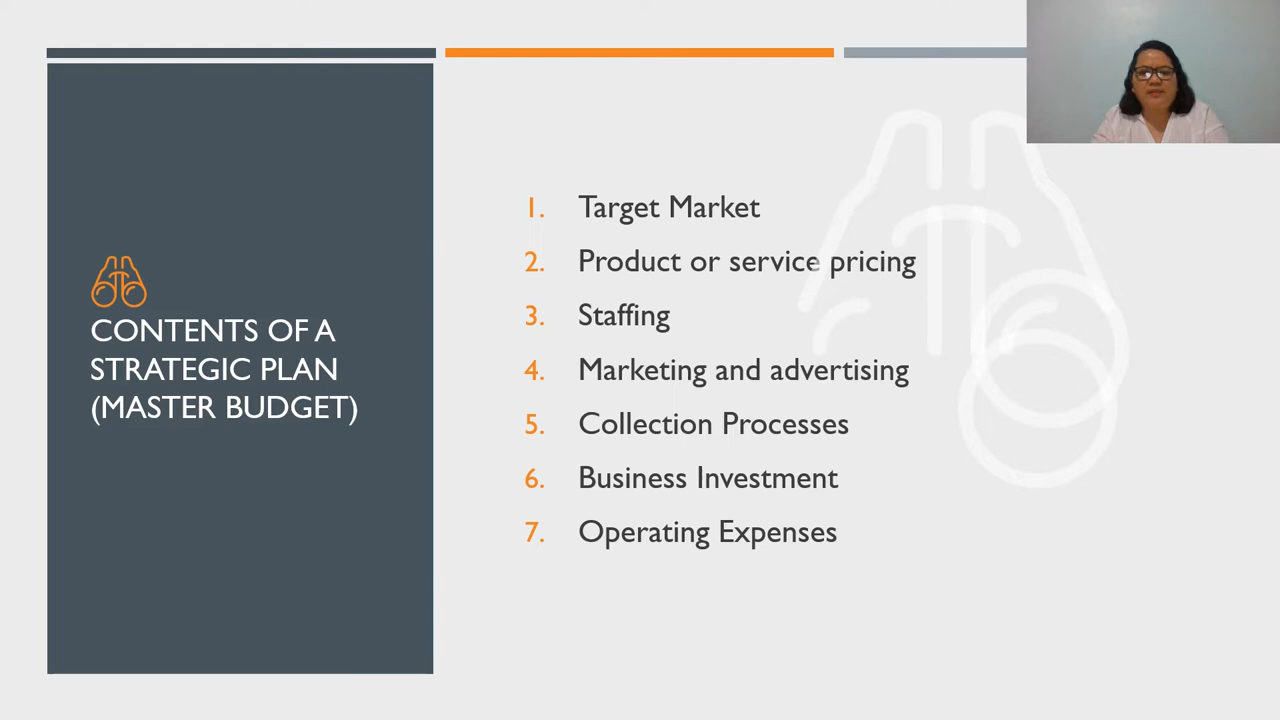 CONTENTS OF A
STRATEGIC PLAN
(MASTER BUDGET)
1. Target Market
2. Product or service pricing
3. Staffing
4. Marketing and advertising
5. Collection Processes
6. Business Investment
7. Operating Expenses